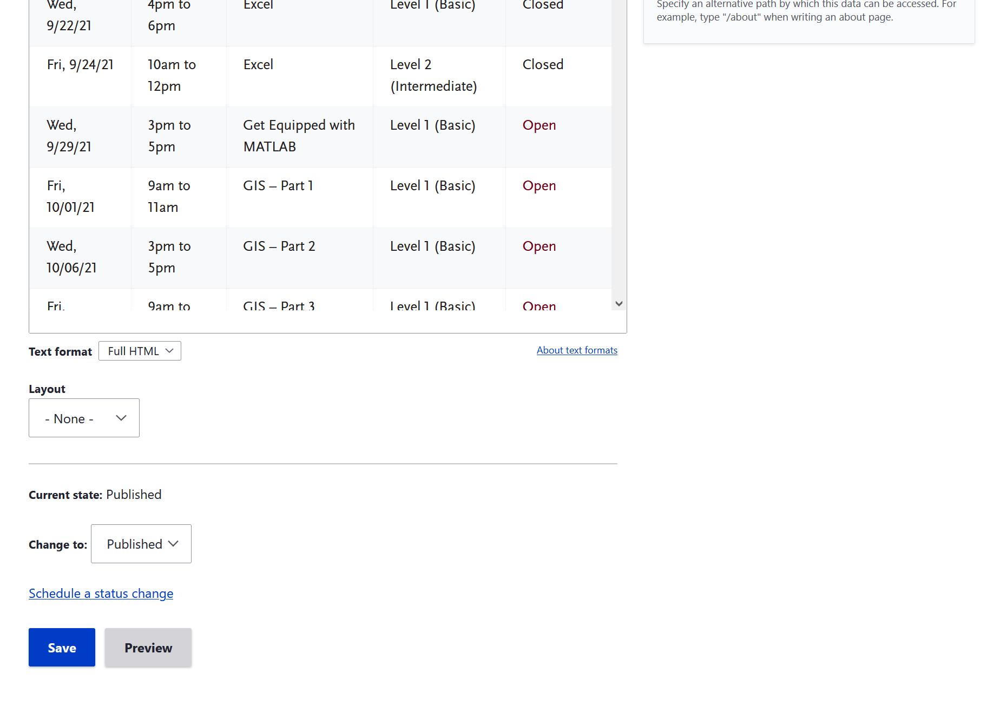 Wed, 4pm to Excel Level 1 (Basic) Closed
9/22/21 6pm
Fri, 9/24/21 10am to Excel Level 2 Closed
12pm (Intermediate)
Wed, 3pm to Get Equipped with Level 1 (Basic) Open
9/29/21 5pm MATLAB
Fri, 9am to GIS – Part 1 Level 1 (Basic) Open
10/01/21 11am
Wed, 3pm to GIS – Part 2 Level 1 (Basic) Open
10/06/21 5pm
Fri, 9am to GIS – Part 3 Level 1 (Basic) Open
Specify an alternative path by which this data can be accessed. For
example, type "/about" when writing an about page.
Text format Full HTML About text formats
Layout
- None -
Current state: Published
Change to: Published
Schedule a status change
Save Preview